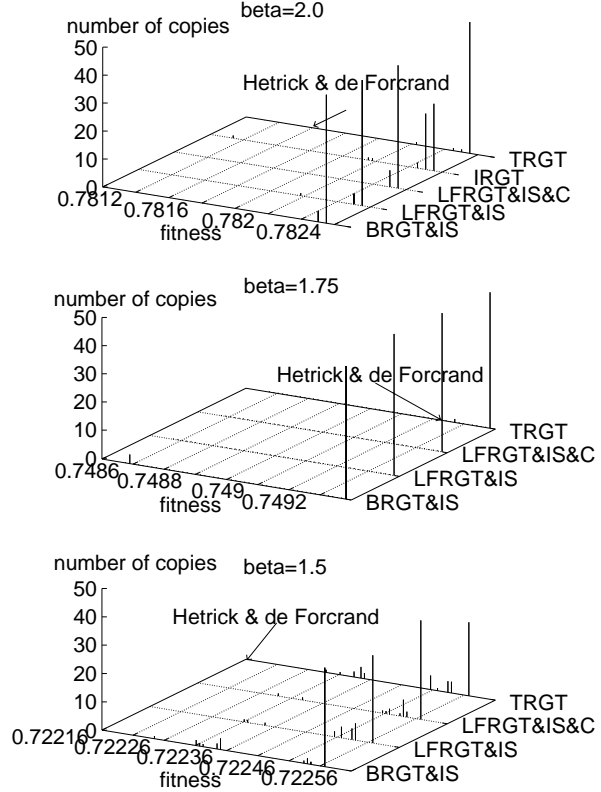 beta=2.0
number of copies
50
40
30
20
10
0
Hetrick & de Forcrand
0.7812
0.7816
0.782
0.7824
fitness
TRGT
IRGT
LFRGT&IS&C
LFRGT&IS
BRGT&IS
beta=1.75
number of copies
50
40
30
20
10
0
Hetrick & de Forcrand
0.7486
0.7488
0.749
0.7492
fitness
TRGT
LFRGT&IS&C
LFRGT&IS
BRGT&IS
beta=1.5
number of copies
50
40
30
20
10
0
Hetrick & de Forcrand
0.72216
0.72226
0.72236
0.72246
0.72256
fitness
TRGT
LFRGT&IS&C
LFRGT&IS
BRGT&IS